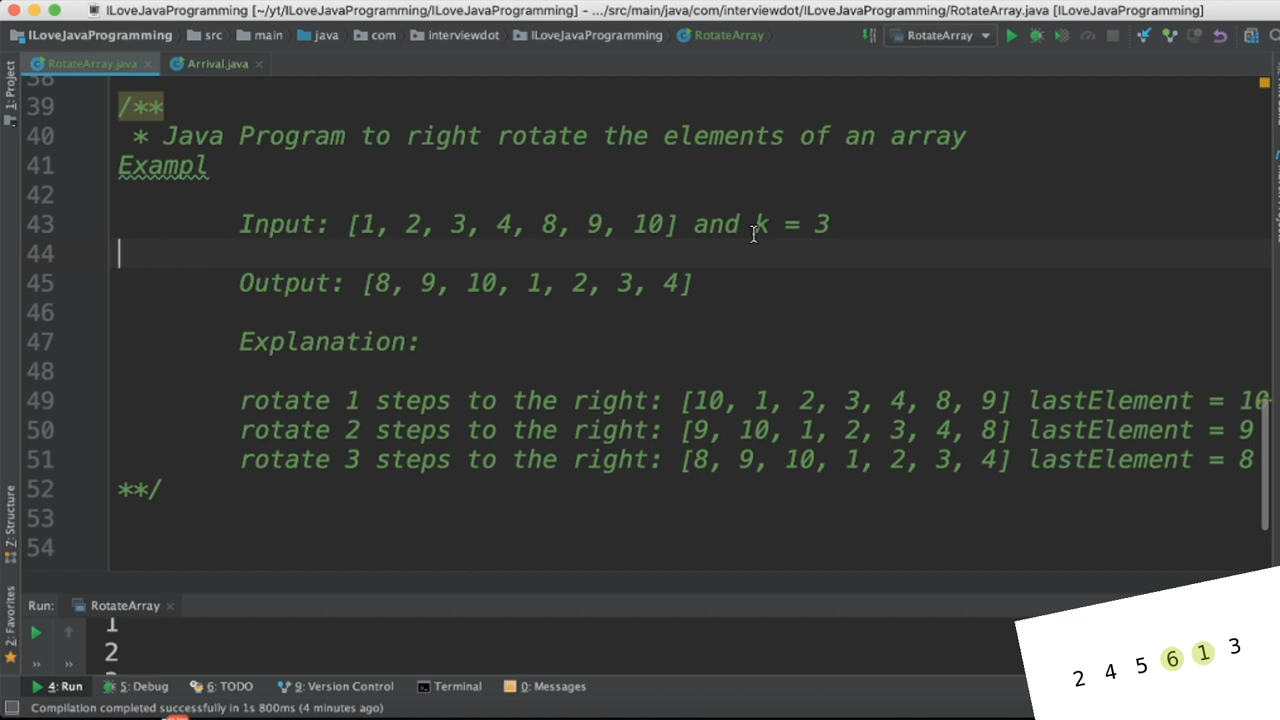 ILoveJavaProgramming [~/yt/ILoveJavaProgramming/ILoveJavaProgramming] - .../src/main/java/com/interviewdot/ILoveJavaProgramming/RotateArray.java [ILoveJavaProgramming]
ILoveJavaProgramming src main java com interviewdot ILoveJavaProgramming RotateArray RotateArray
RotateArray.java Arrival.java
1: Project
38
39 /**
40 * Java Program to right rotate the elements of an array
41 Exampl
42
43 Input: [1, 2, 3, 4, 8, 9, 10] and k = 3
44
45 Output: [8, 9, 10, 1, 2, 3, 4]
46
47 Explanation:
48
49 rotate 1 steps to the right: [10, 1, 2, 3, 4, 8, 9] lastElement = 10
50 rotate 2 steps to the right: [9, 10, 1, 2, 3, 4, 8] lastElement = 9
51 rotate 3 steps to the right: [8, 9, 10, 1, 2, 3, 4] lastElement = 8
52 **/
53
54
Z: Structure
2: Favorites
Run: RotateArray
1
2
2 4 5 6 1 3
4: Run 5: Debug 6: TODO 9: Version Control Terminal 0: Messages
Compilation completed successfully in 1s 800ms (4 minutes ago)